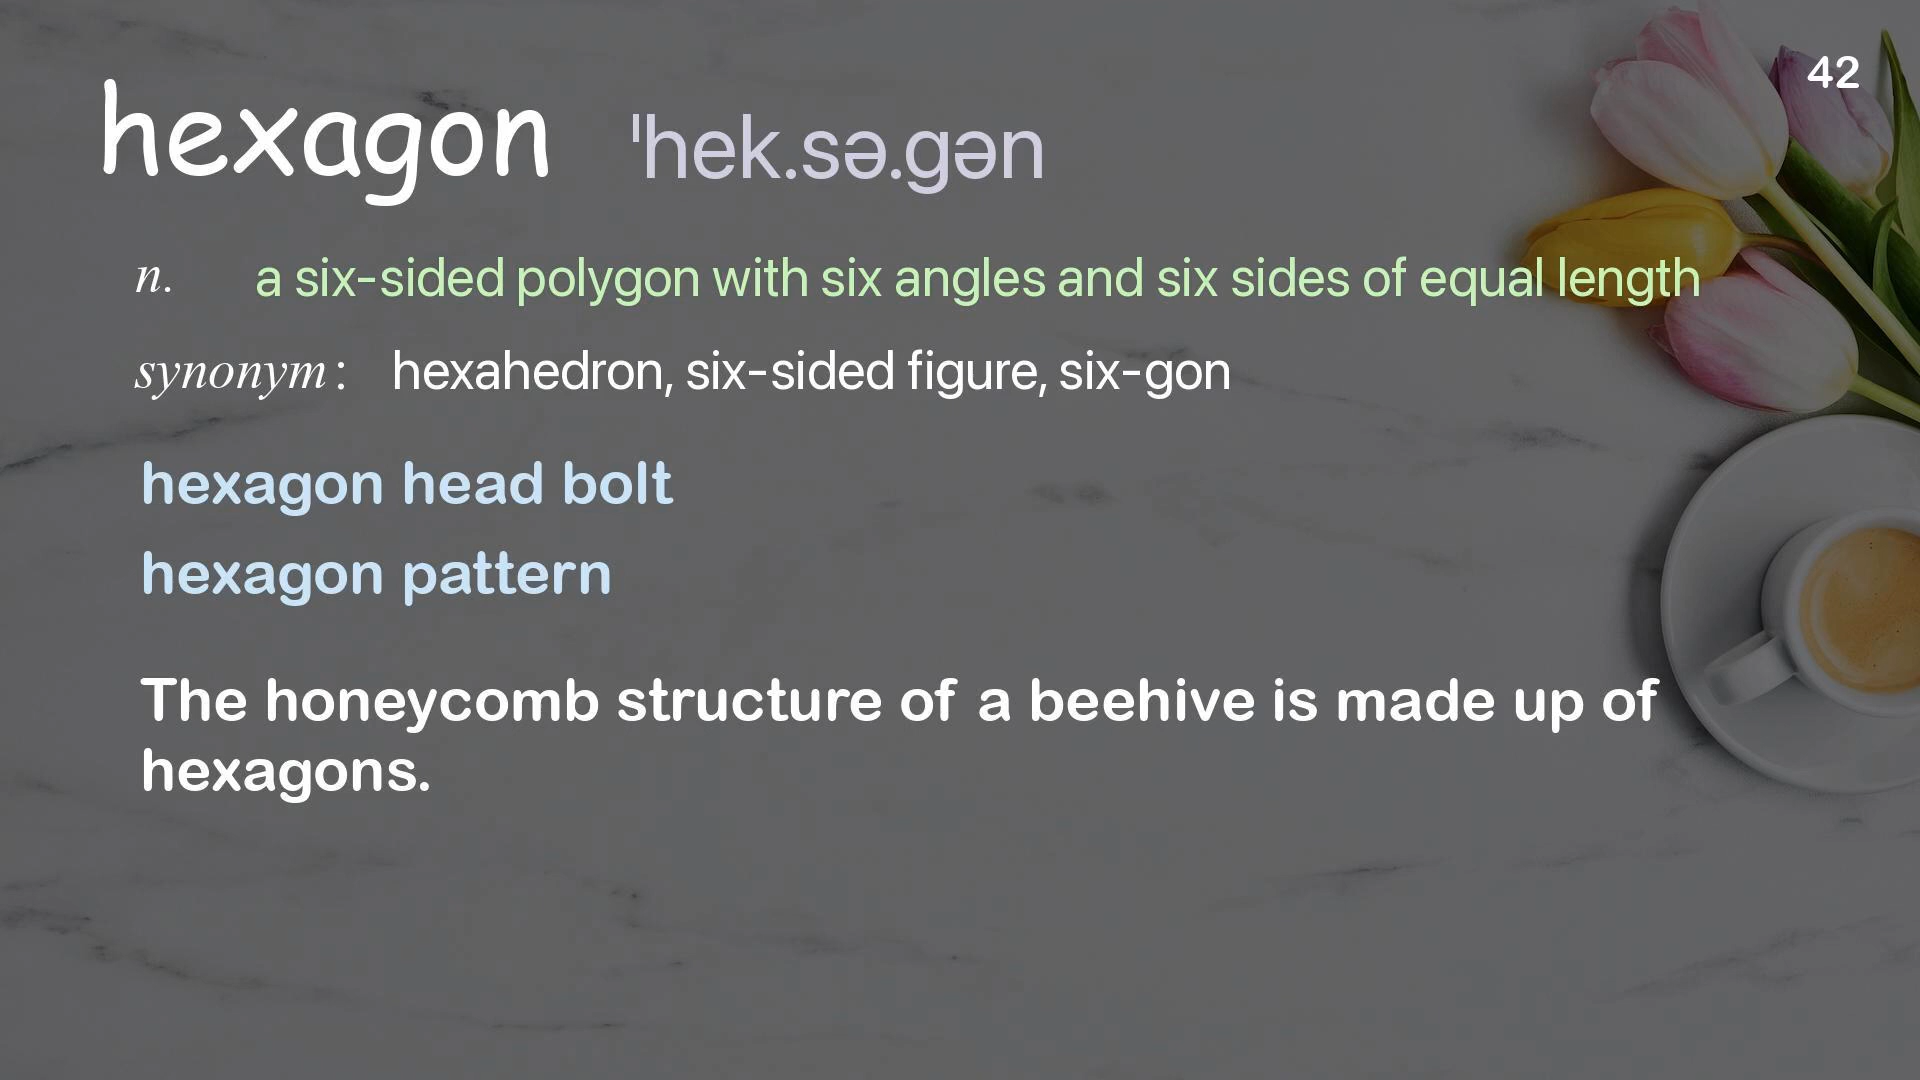 42
hexagon ˈhek.sə.gən
n. a six-sided polygon with six angles and six sides of equal length
synonym: hexahedron, six-sided figure, six-gon
hexagon head bolt
hexagon pattern
The honeycomb structure of a beehive is made up of
hexagons.